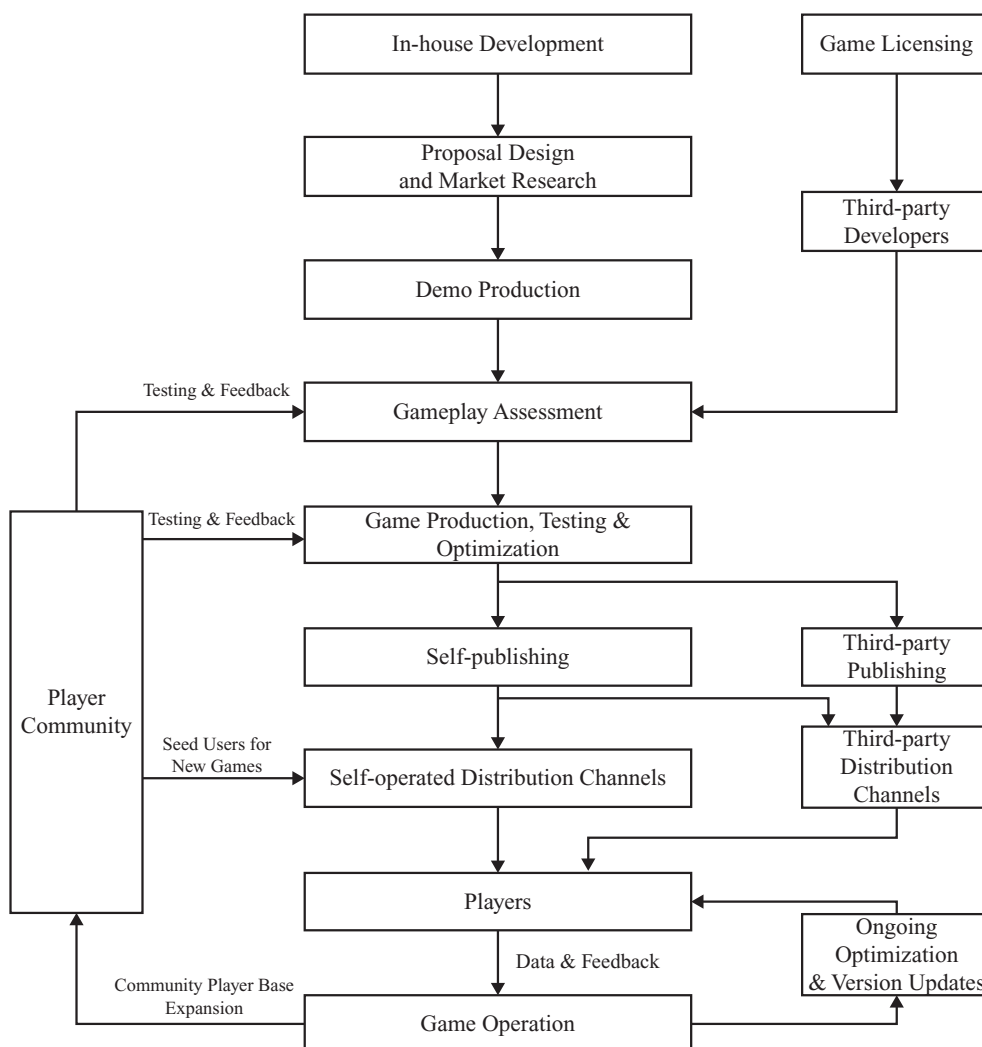 In-house Development
Game Licensing
Proposal Design
and Market Research
Third-party
Developers
Demo Production
Testing & Feedback
Gameplay Assessment
Testing & Feedback
Game Production, Testing &
Optimization
Self-publishing
Third-party
Publishing
Player
Community
Seed Users for
New Games
Self-operated Distribution Channels
Third-party
Distribution
Channels
Players
Data & Feedback
Ongoing
Optimization
& Version Updates
Community Player Base
Expansion
Game Operation